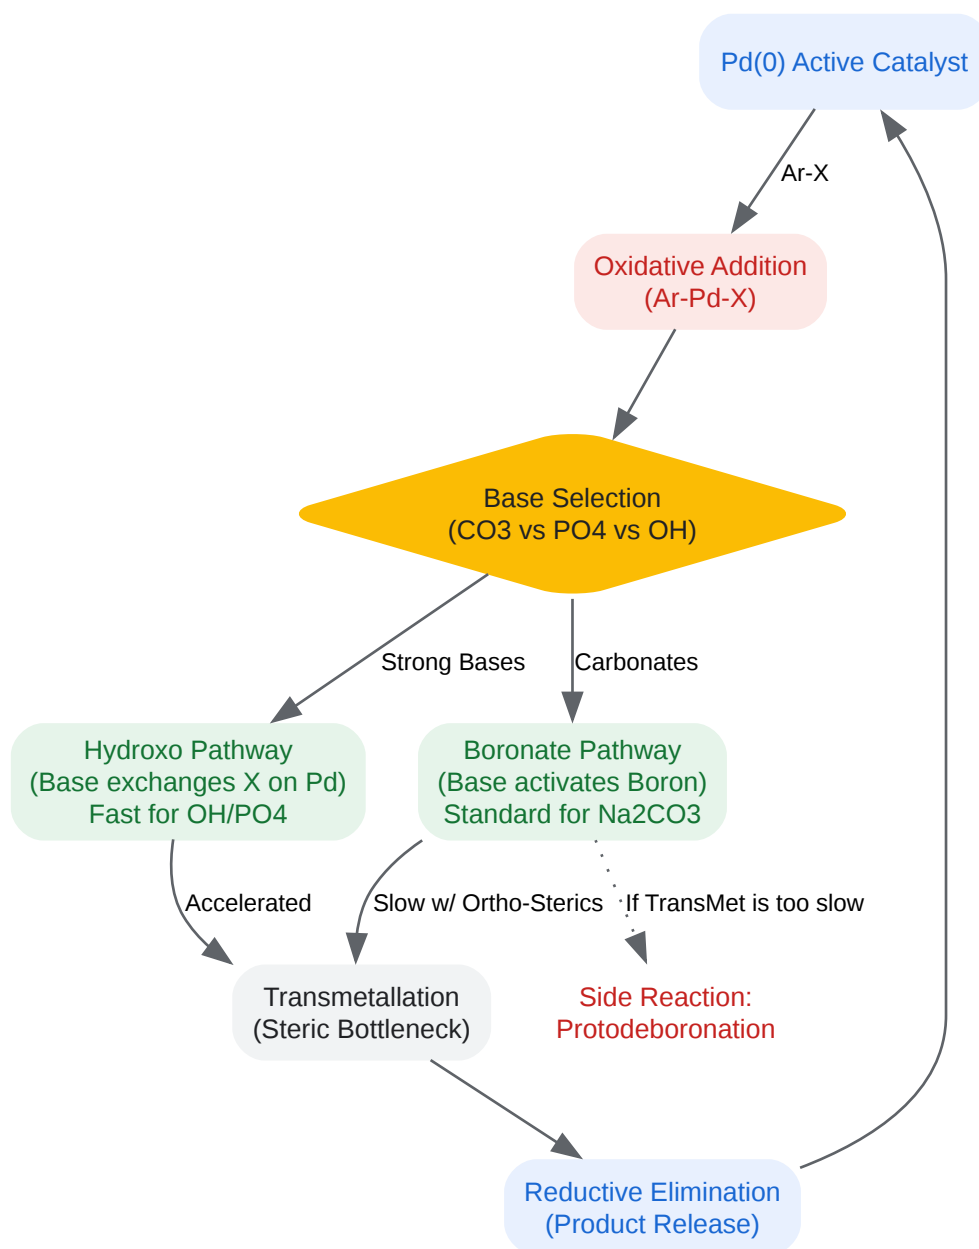 Pd(0) Active Catalyst
Ar-X
Oxidative Addition
(Ar-Pd-X)
Base Selection
(CO3 vs PO4 vs OH)
Strong Bases
Carbonates
Hydroxo Pathway
(Base exchanges X on Pd)
Fast for OH/PO4
Boronate Pathway
(Base activates Boron)
Standard for Na2CO3
Accelerated
Slow w/ Ortho-Sterics
If TransMet is too slow
Transmetallation
(Steric Bottleneck)
Side Reaction:
Protodeboronation
Reductive Elimination
(Product Release)